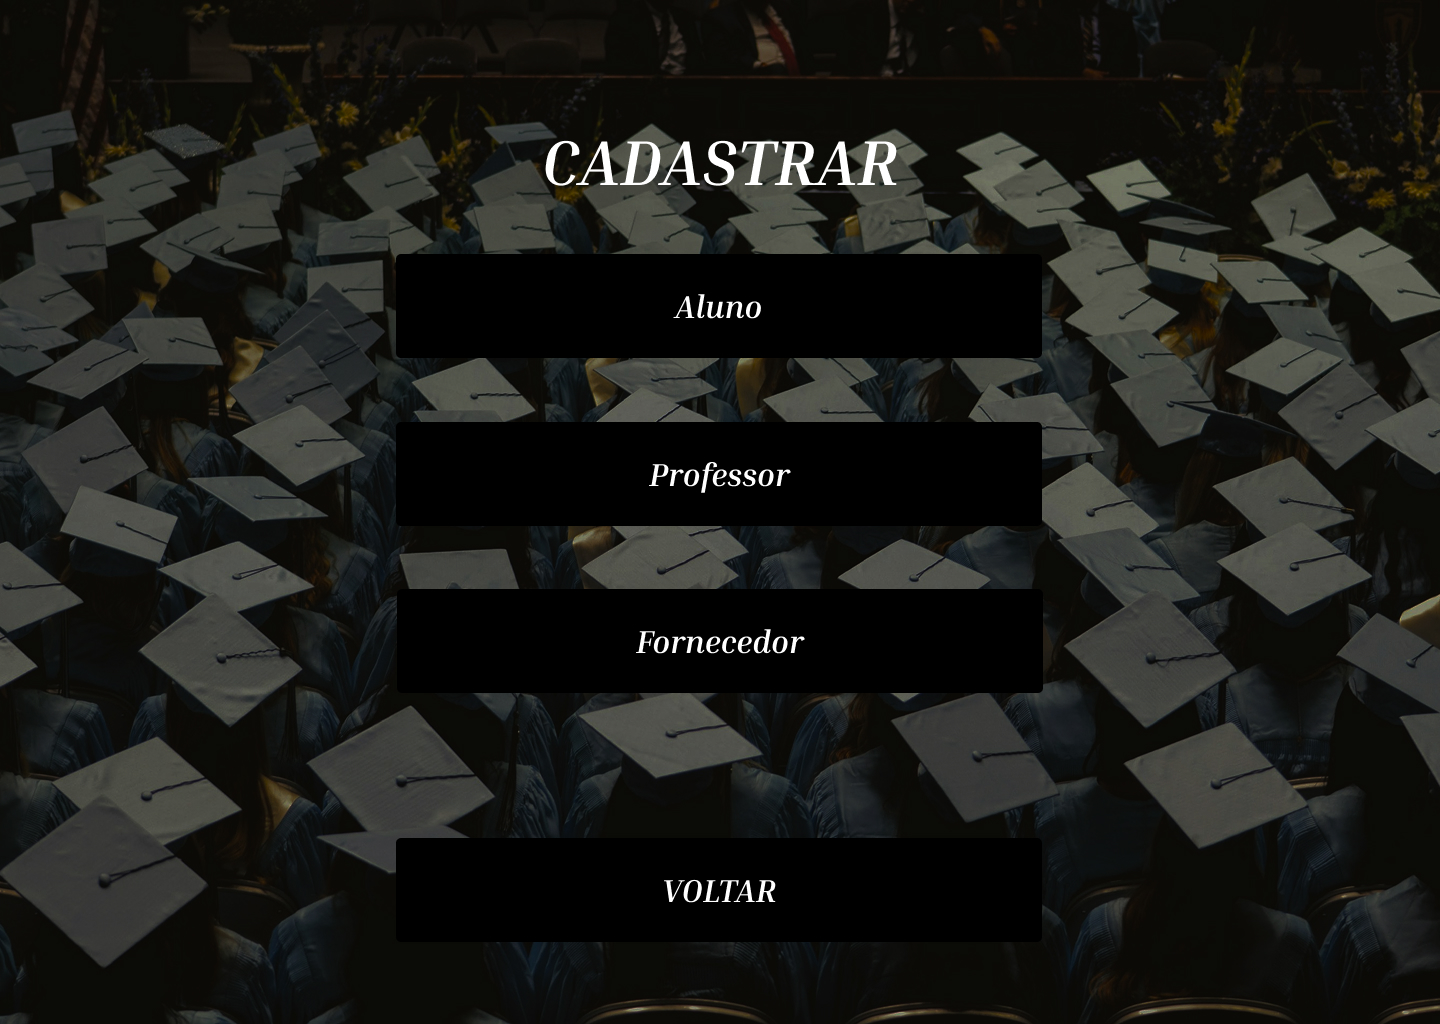 CADASTRAR
Aluno
Professor
Fornecedor
VOLTAR